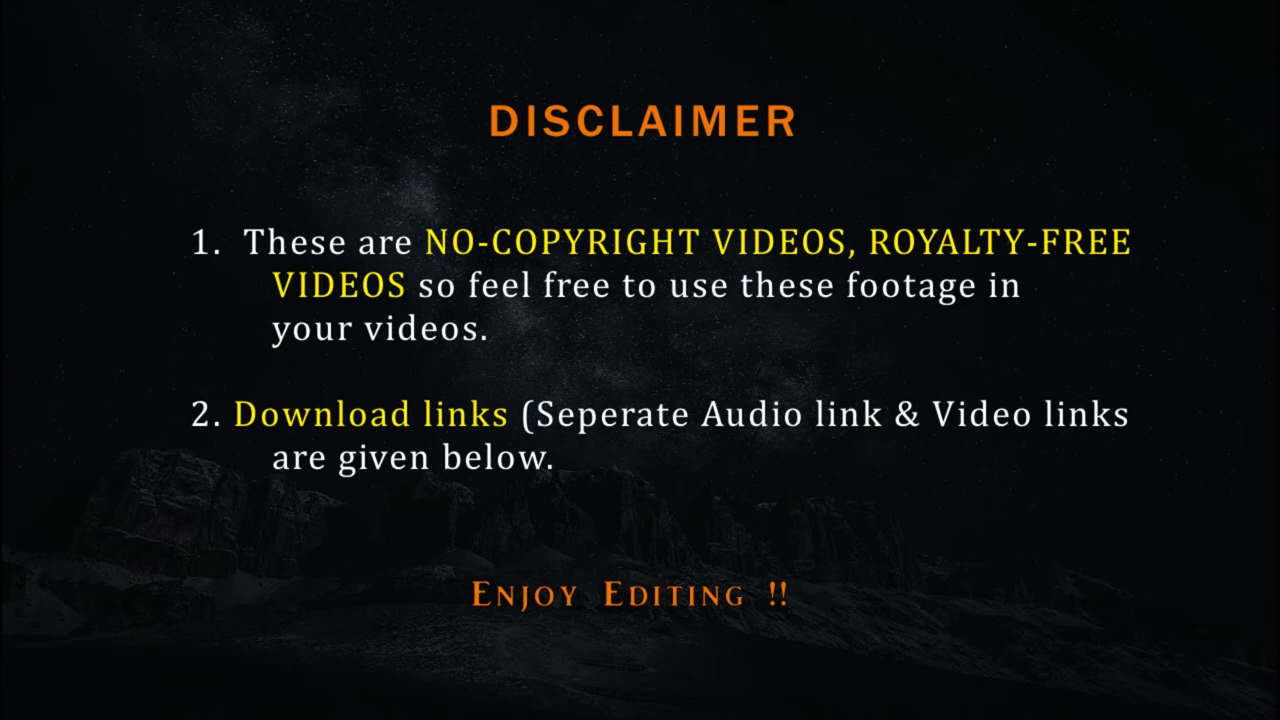 DISCLAIMER
1. These are NO-COPYRIGHT VIDEOS, ROYALTY-FREE
VIDEOS so feel free to use these footage in
your videos.
2. Download links (Seperate Audio link & Video links
are given below.
ENJOY EDITING !!